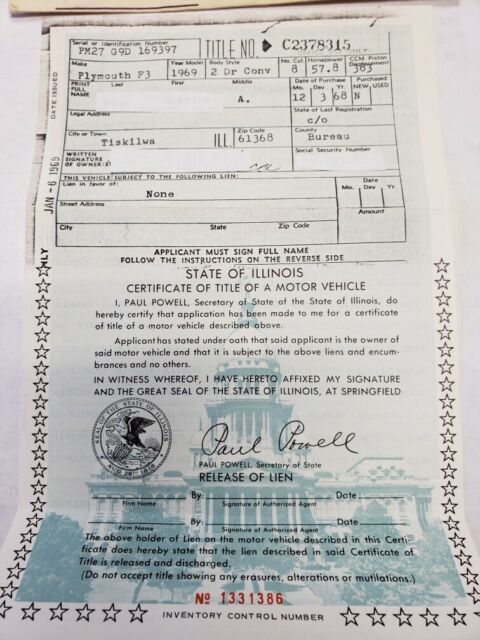 Serial or Identification Number
PM27 G9D 169397
TITLE NO. ▶ C2378315
Make
Plymouth F3
Year Model
1969
Body Style
2 Dr Conv
No. Cyl.
8
Horsepower
57.8
CCM. Piston
Displacement
383
PRINT
FULL
NAME
Last
First
Middle
A.
Date of Purchase
Mo. Day Yr.
12 3 68
Purchased
NEW USED
N
Legal Address
State of Last Registration
c/o
City or Town
Tiskilwa
ILL.
Zip Code
61368
County
Bureau
WRITTEN
SIGNATURE
OF OWNER(S)
Social Security Number
THIS VEHICLE SUBJECT TO THE FOLLOWING LIEN:
Lien in favor of:
None
Date
Mo. Day Yr.
Street Address
Amount
City State Zip Code
DATE ISSUED
JAN -6 1969
APPLICANT MUST SIGN FULL NAME
FOLLOW THE INSTRUCTIONS ON THE REVERSE SIDE
STATE OF ILLINOIS
CERTIFICATE OF TITLE OF A MOTOR VEHICLE
I, PAUL POWELL, Secretary of State of the State of Illinois, do
hereby certify that application has been made to me for a certificate
of title of a motor vehicle described above.
Applicant has stated under oath that said applicant is the owner of
said motor vehicle and that it is subject to the above liens and encum-
brances and no others.
IN WITNESS WHEREOF, I HAVE HERETO AFFIXED MY SIGNATURE
AND THE GREAT SEAL OF THE STATE OF ILLINOIS, AT SPRINGFIELD
SEAL OF THE STATE OF ILLINOIS
AUG. 26TH 1818
Paul Powell
PAUL POWELL, Secretary of State
RELEASE OF LIEN
By: Date
Firm Name Signature of Authorized Agent
By: Date
Firm Name Signature of Authorized Agent
The above holder of Lien on the motor vehicle described in this Certi-
ficate does hereby state that the lien described in said Certificate of
Title is released and discharged.
(Do not accept title showing any erasures, alterations or mutilations.)
Nº 1331386
INVENTORY CONTROL NUMBER